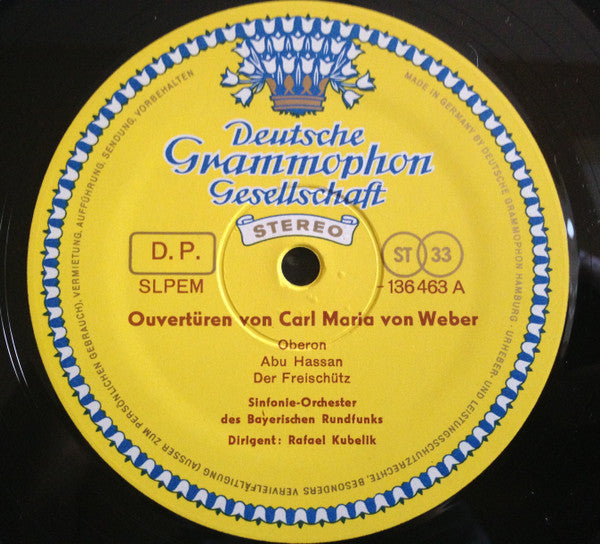 Deutsche
Grammophon
Gesellschaft
STEREO
D.P.
SLPEM
ST 33
-136 463 A
Ouvertüren von Carl Maria von Weber
Oberon
Abu Hassan
Der Freischütz
Sinfonie-Orchester
des Bayerischen Rundfunks
Dirigent: Rafael Kubelik
MADE IN GERMANY BY DEUTSCHE GRAMMOPHON HAMBURG · URHEBER- UND LEISTUNGSSCHUTZRECHTE, BESONDERS VERVIELFÄLTIGUNG (AUSSER ZUM PERSÖNLICHEN GEBRAUCH), VERMIETUNG, AUFFÜHRUNG, SENDUNG, VORBEHALTEN